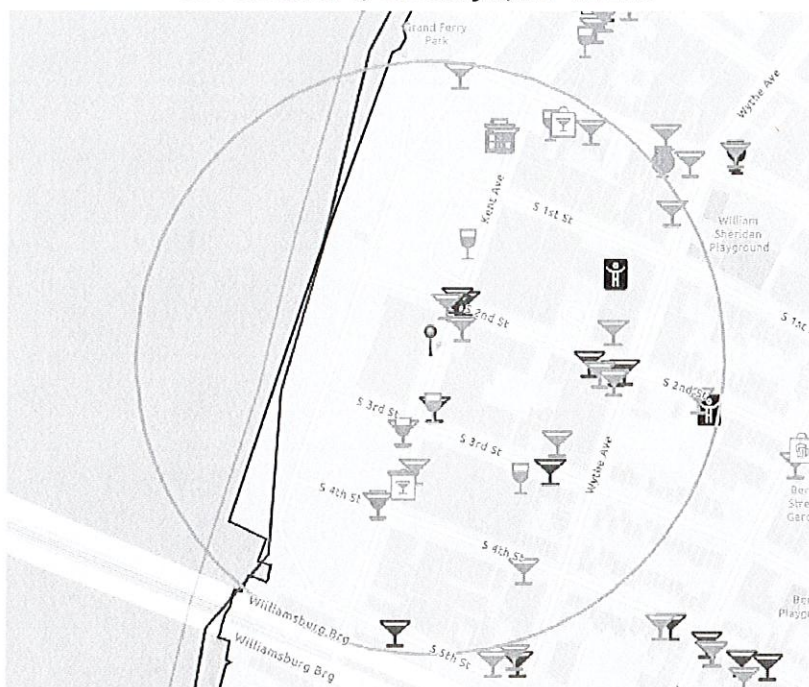 Grand Ferry
Park
Wythe Ave
Kent Ave
S 1st St
William
Sheridan
Playground
S 1st
S 2nd St
S 2nd St
S 3rd St
S 3rd St
Wythe Ave
S 4th St
S 4th St
Williamsburg Brg
Williamsburg Brg
S 5th St